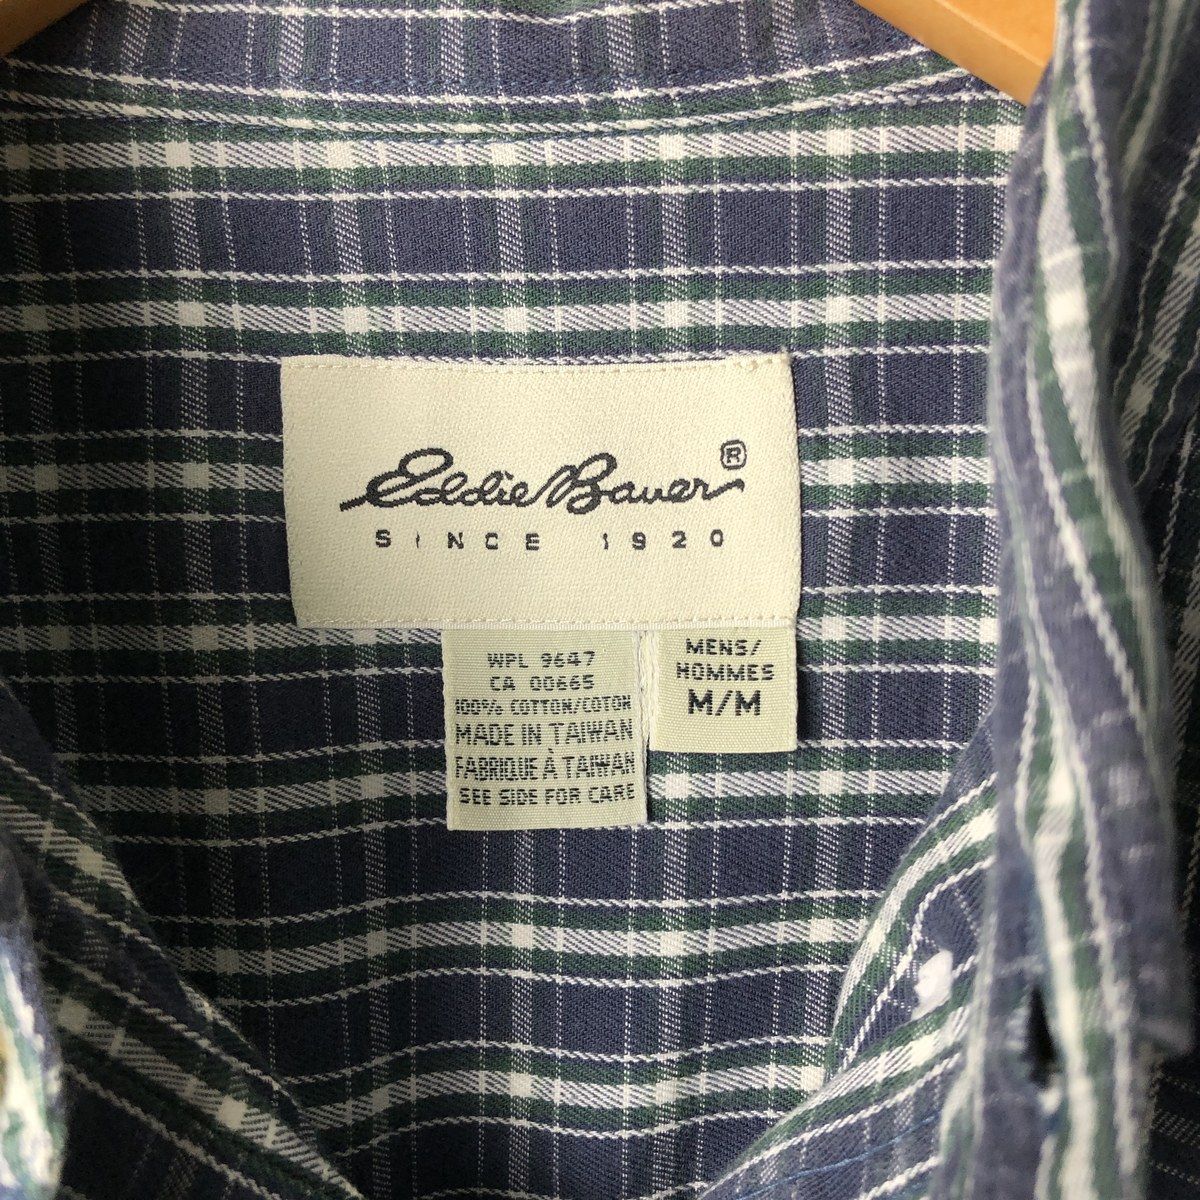 Eddie Bauer®
SINCE 1920
WPL 9647
CA 00665
100% COTTON/COTON
MADE IN TAIWAN
FABRIQUE À TAIWAN
SEE SIDE FOR CARE
MENS/
HOMMES
M/M